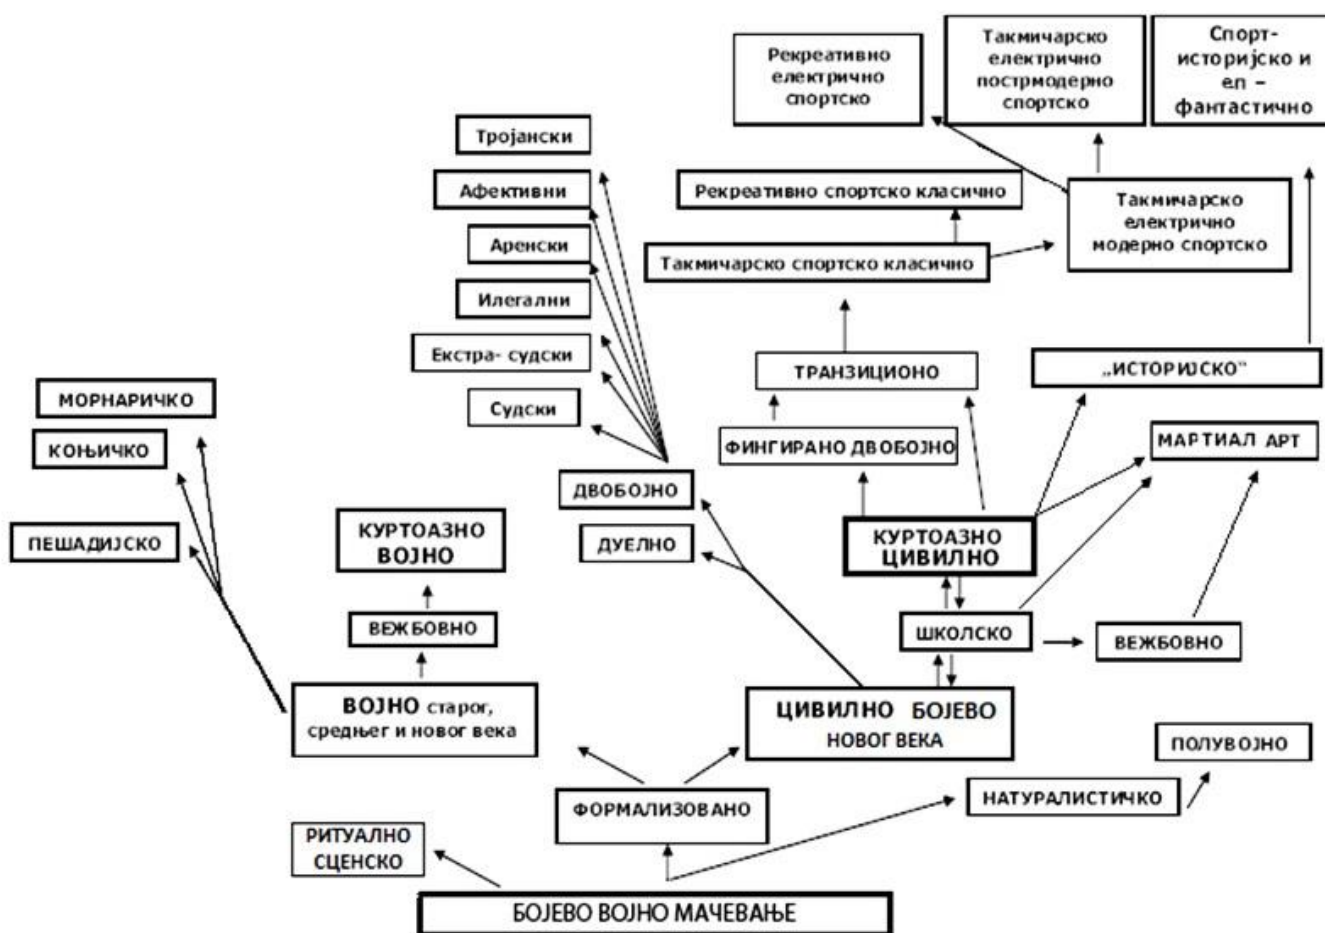 Рекреативно
електрично
спортско
Такмичарско
електрично
постродерно
спортско
Спорт-
историјско и
еп –
фантастично
Тројански
Афективни
Аренски
Илегални
Екстра- судски
Судски
Рекреативно спортско класично
Такмичарско спортско класично
Такмичарско
електрично
модерно спортско
ТРАНЗИЦИОНО
„ИСТОРИЈСКО“
МОРНАРИЧКО
КОЊИЧКО
ПЕШАДИЈСКО
ФИНГИРАНО ДВОБОЈНО
МАРТИАЛ АРТ
ДВОБОЈНО
ДУЕЛНО
КУРТОАЗНО
ВОЈНО
КУРТОАЗНО
ЦИВИЛНО
ВЕЖБОВНО
ШКОЛСКО
ВЕЖБОВНО
ВОЈНО старог,
средњег и новог века
ЦИВИЛНО БОЈЕВО
НОВОГ ВЕКА
ПОЛУВОЈНО
НАТУРАЛИСТИЧКО
ФОРМАЛИЗОВАНО
РИТУАЛНО
СЦЕНСКО
БОЈЕВО ВОЈНО МАЧЕВАЊЕ